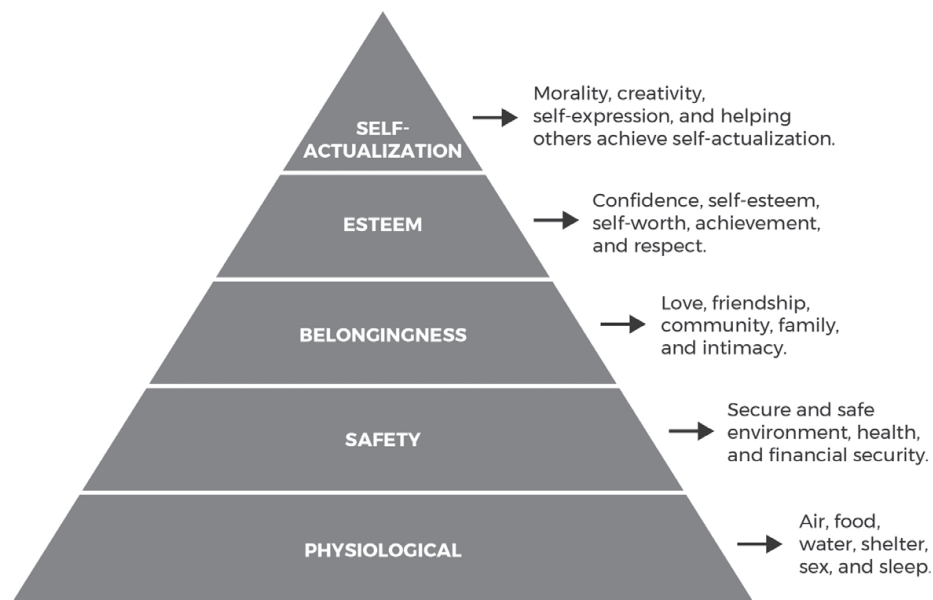 SELF-
ACTUALIZATION
Morality, creativity,
self-expression, and helping
others achieve self-actualization.
ESTEEM
Confidence, self-esteem,
self-worth, achievement,
and respect.
BELONGINGNESS
Love, friendship,
community, family,
and intimacy.
SAFETY
Secure and safe
environment, health,
and financial security.
PHYSIOLOGICAL
Air, food,
water, shelter,
sex, and sleep.